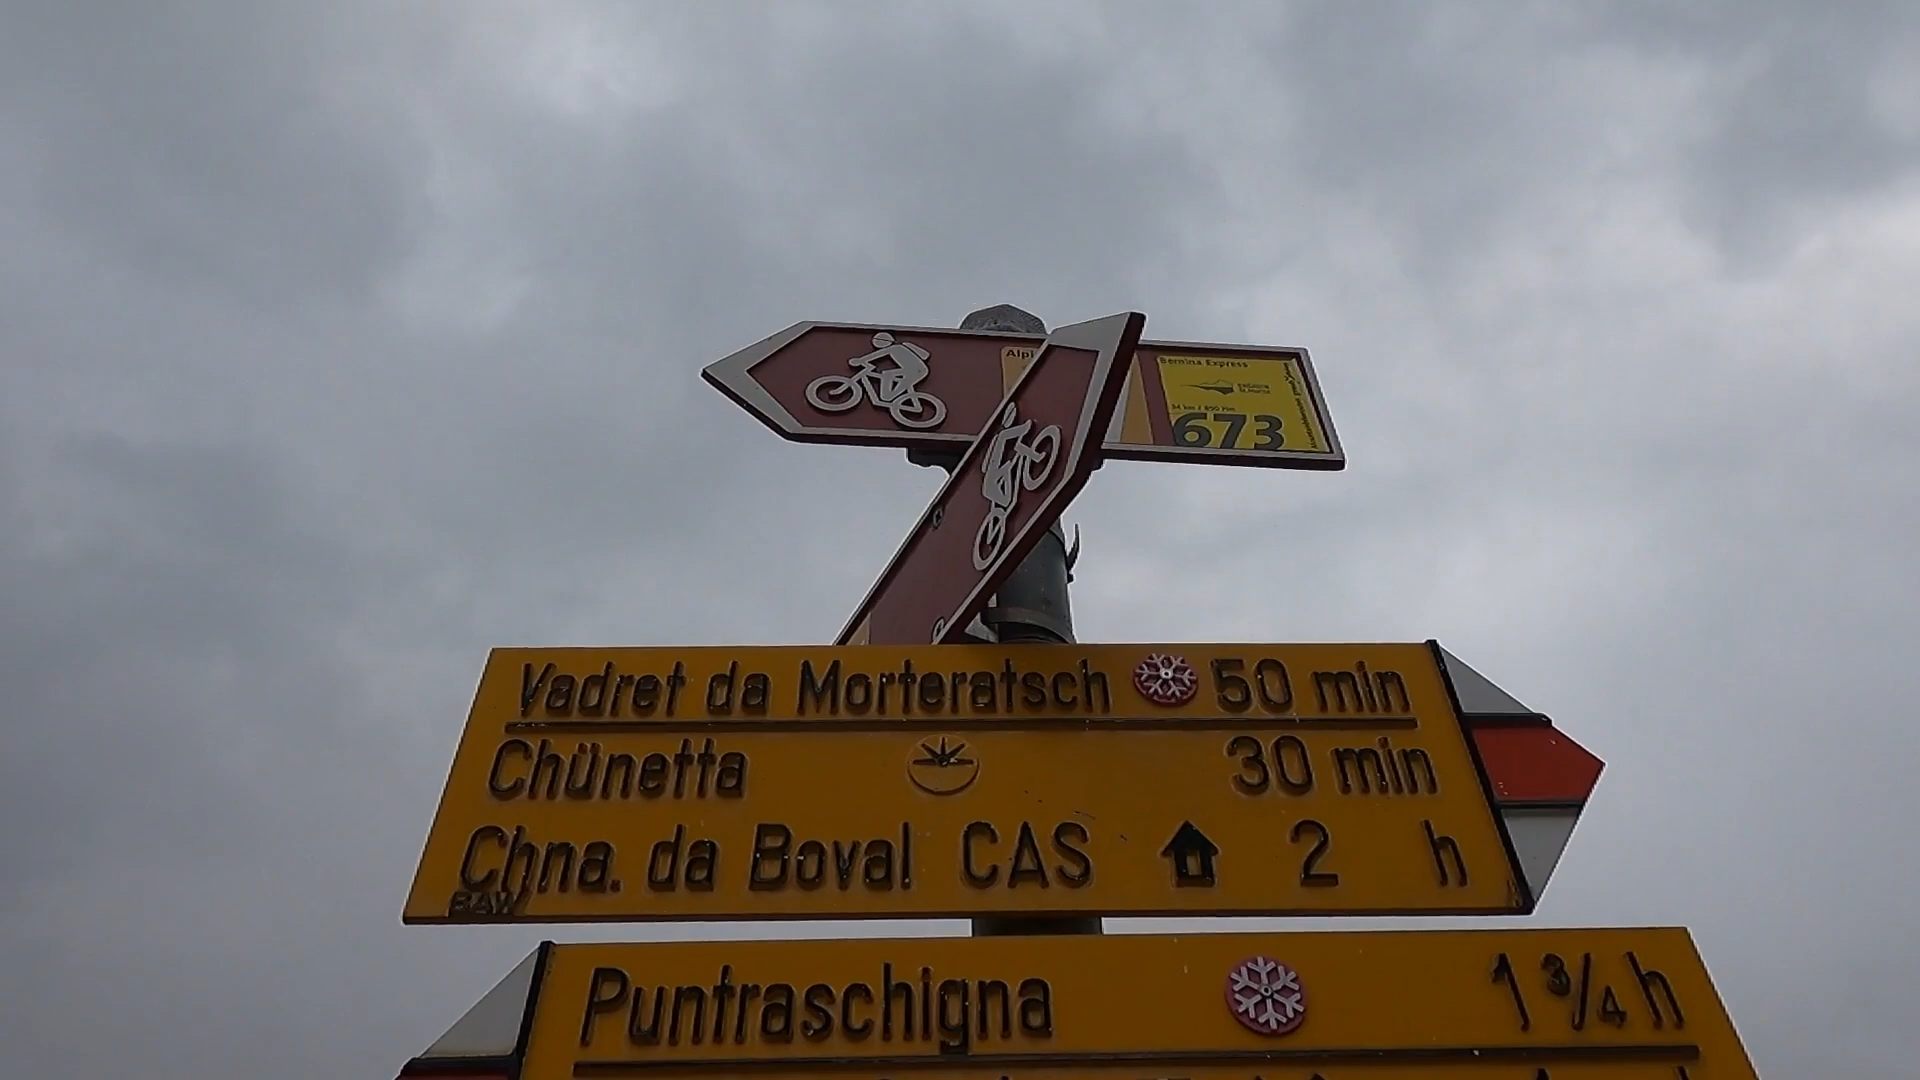 Alpi
Bernina Express
673
Vadret da Morteratsch 50 min
Chünetta 30 min
Chna. da Boval CAS 2 h
BAW
Puntraschigna 1 3/4 h